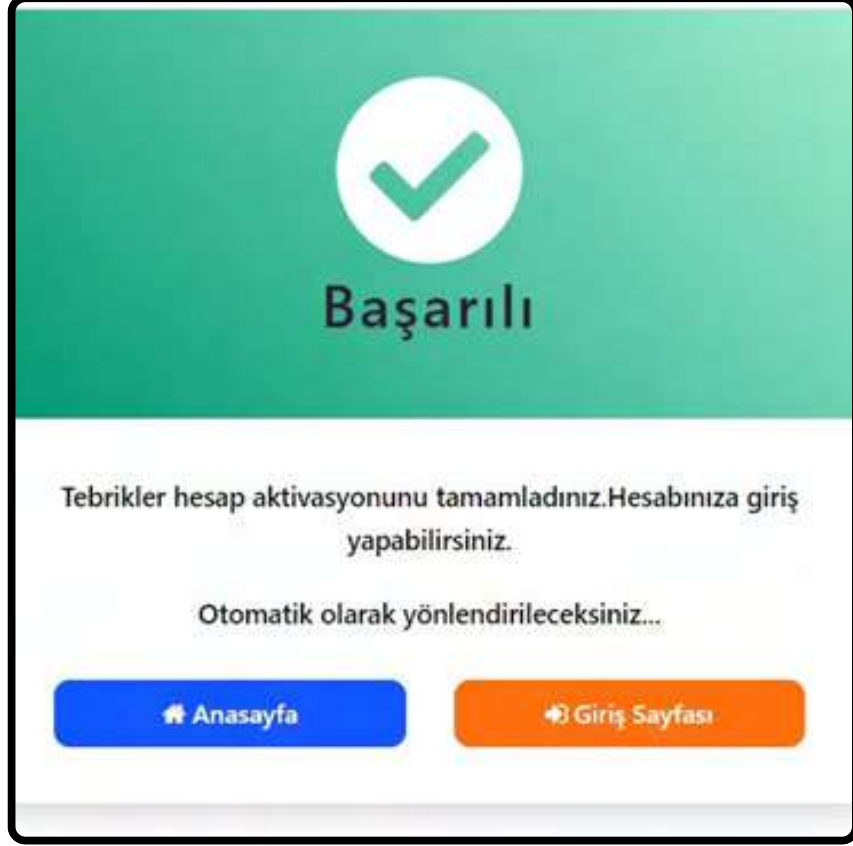 Başarılı
Tebrikler hesap aktivasyonunu tamamladınız.Hesabınıza giriş
yapabilirsiniz.
Otomatik olarak yönlendirileceksiniz...
Anasayfa
Giriş Sayfası